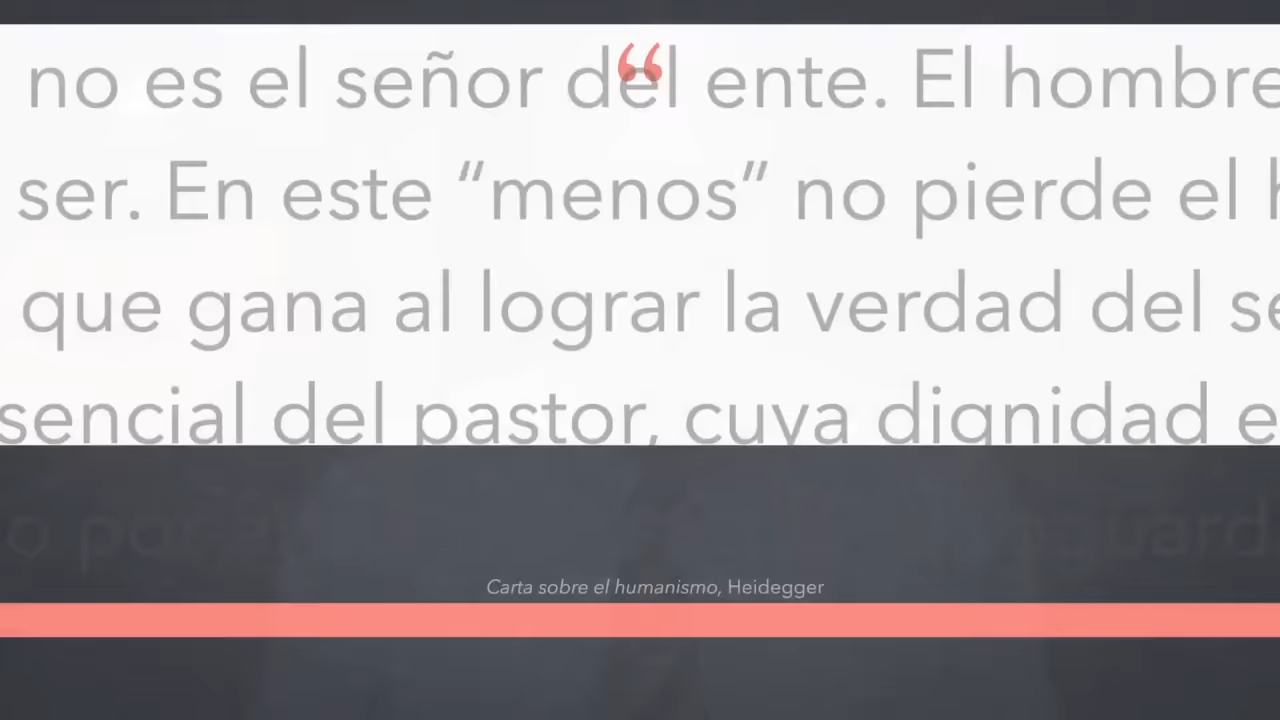 no es el señor del ente. El hombre
ser. En este “menos” no pierde el
que gana al lograr la verdad del
sencial del pastor, cuya dignidad
Carta sobre el humanismo, Heidegger